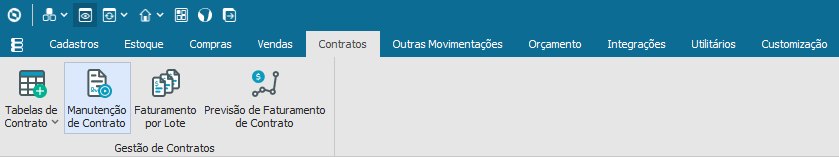 Cadastros Estoque Compras Vendas Contratos Outras Movimentações Orçamento Integrações Utilitários Customização
Tabelas de Contrato
Manutenção de Contrato
Faturamento por Lote
Previsão de Faturamento de Contrato
Gestão de Contratos